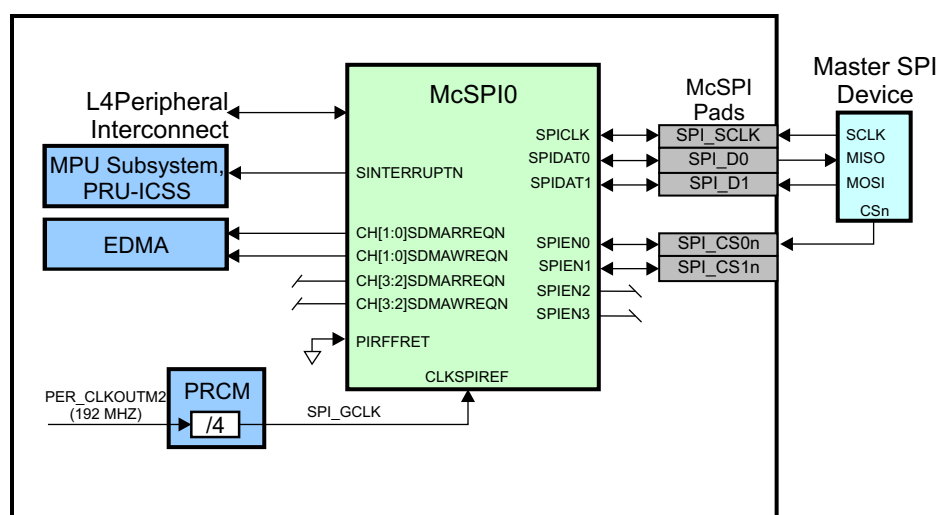 L4Peripheral
Interconnect
MPU Subsystem,
PRU-ICSS
EDMA
McSPI0
SPICLK
SPIDAT0
SPIDAT1
SINTERRUPTN
CH[1:0]SDMARREQN
CH[1:0]SDMAWREQN
CH[3:2]SDMARREQN
CH[3:2]SDMAWREQN
SPIEN0
SPIEN1
SPIEN2
SPIEN3
PIRFFRET
CLKSPIREF
McSPI
Pads
SPI_SCLK
SPI_D0
SPI_D1
SPI_CS0n
SPI_CS1n
Master SPI
Device
SCLK
MISO
MOSI
CSn
PER_CLKOUTM2
(192 MHZ)
PRCM
/4
SPI_GCLK